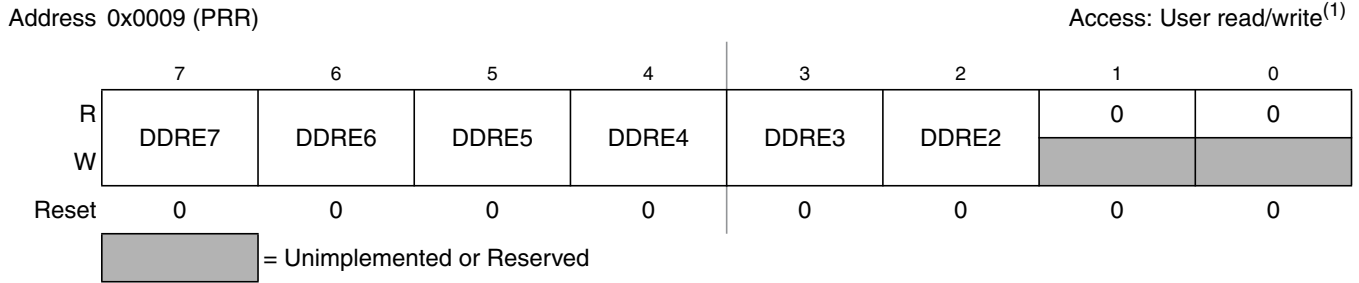 Address 0x0009 (PRR) Access: User read/write(1)
7 6 5 4 3 2 1 0
R 0 0
DDRE7 DDRE6 DDRE5 DDRE4 DDRE3 DDRE2
W
Reset 0 0 0 0 0 0 0 0
= Unimplemented or Reserved